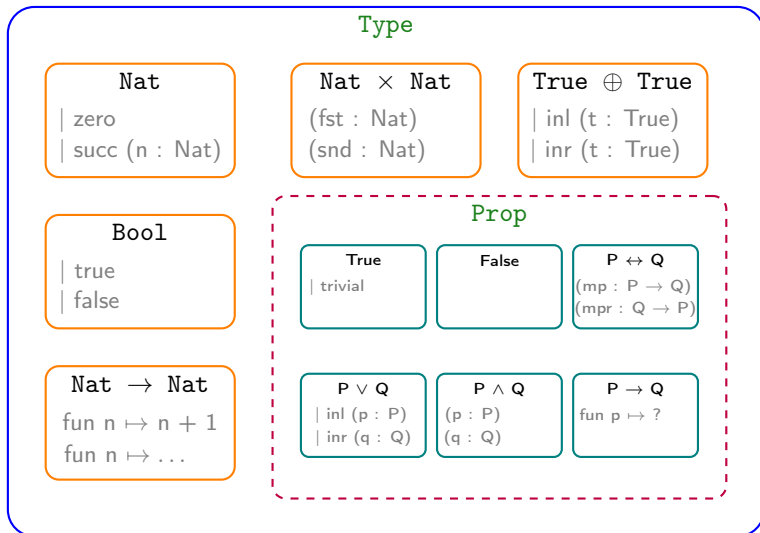 Type
Nat
| zero
| succ (n : Nat)
Nat × Nat
(fst : Nat)
(snd : Nat)
True ⊕ True
| inl (t : True)
| inr (t : True)
Bool
| true
| false
Nat → Nat
fun n ↦ n + 1
fun n ↦ ...
Prop
True
| trivial
False
P ↔ Q
(mp : P → Q)
(mpr : Q → P)
P ∨ Q
| inl (p : P)
| inr (q : Q)
P ∧ Q
(p : P)
(q : Q)
P → Q
fun p ↦ ?